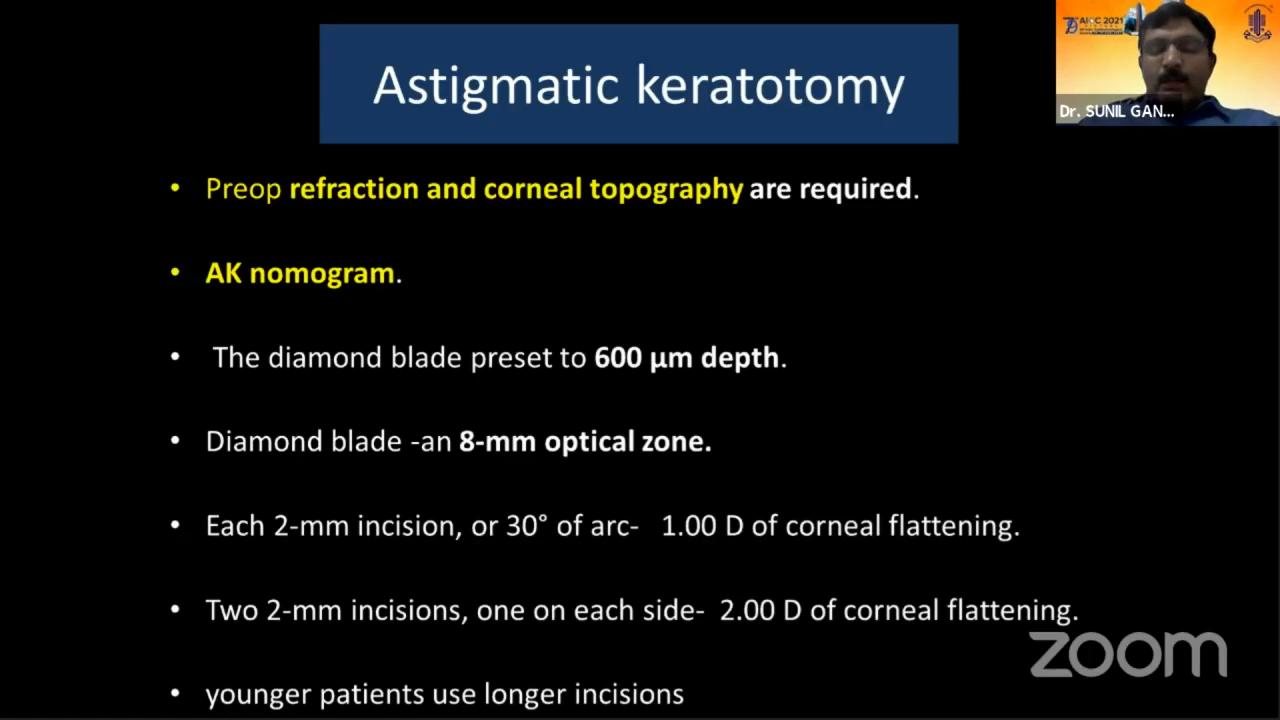 AIOC 2021
Dr. SUNIL GAN...
Astigmatic keratotomy
• Preop refraction and corneal topography are required.
• AK nomogram.
• The diamond blade preset to 600 µm depth.
• Diamond blade -an 8-mm optical zone.
• Each 2-mm incision, or 30° of arc- 1.00 D of corneal flattening.
• Two 2-mm incisions, one on each side- 2.00 D of corneal flattening.
zoom
• younger patients use longer incisions